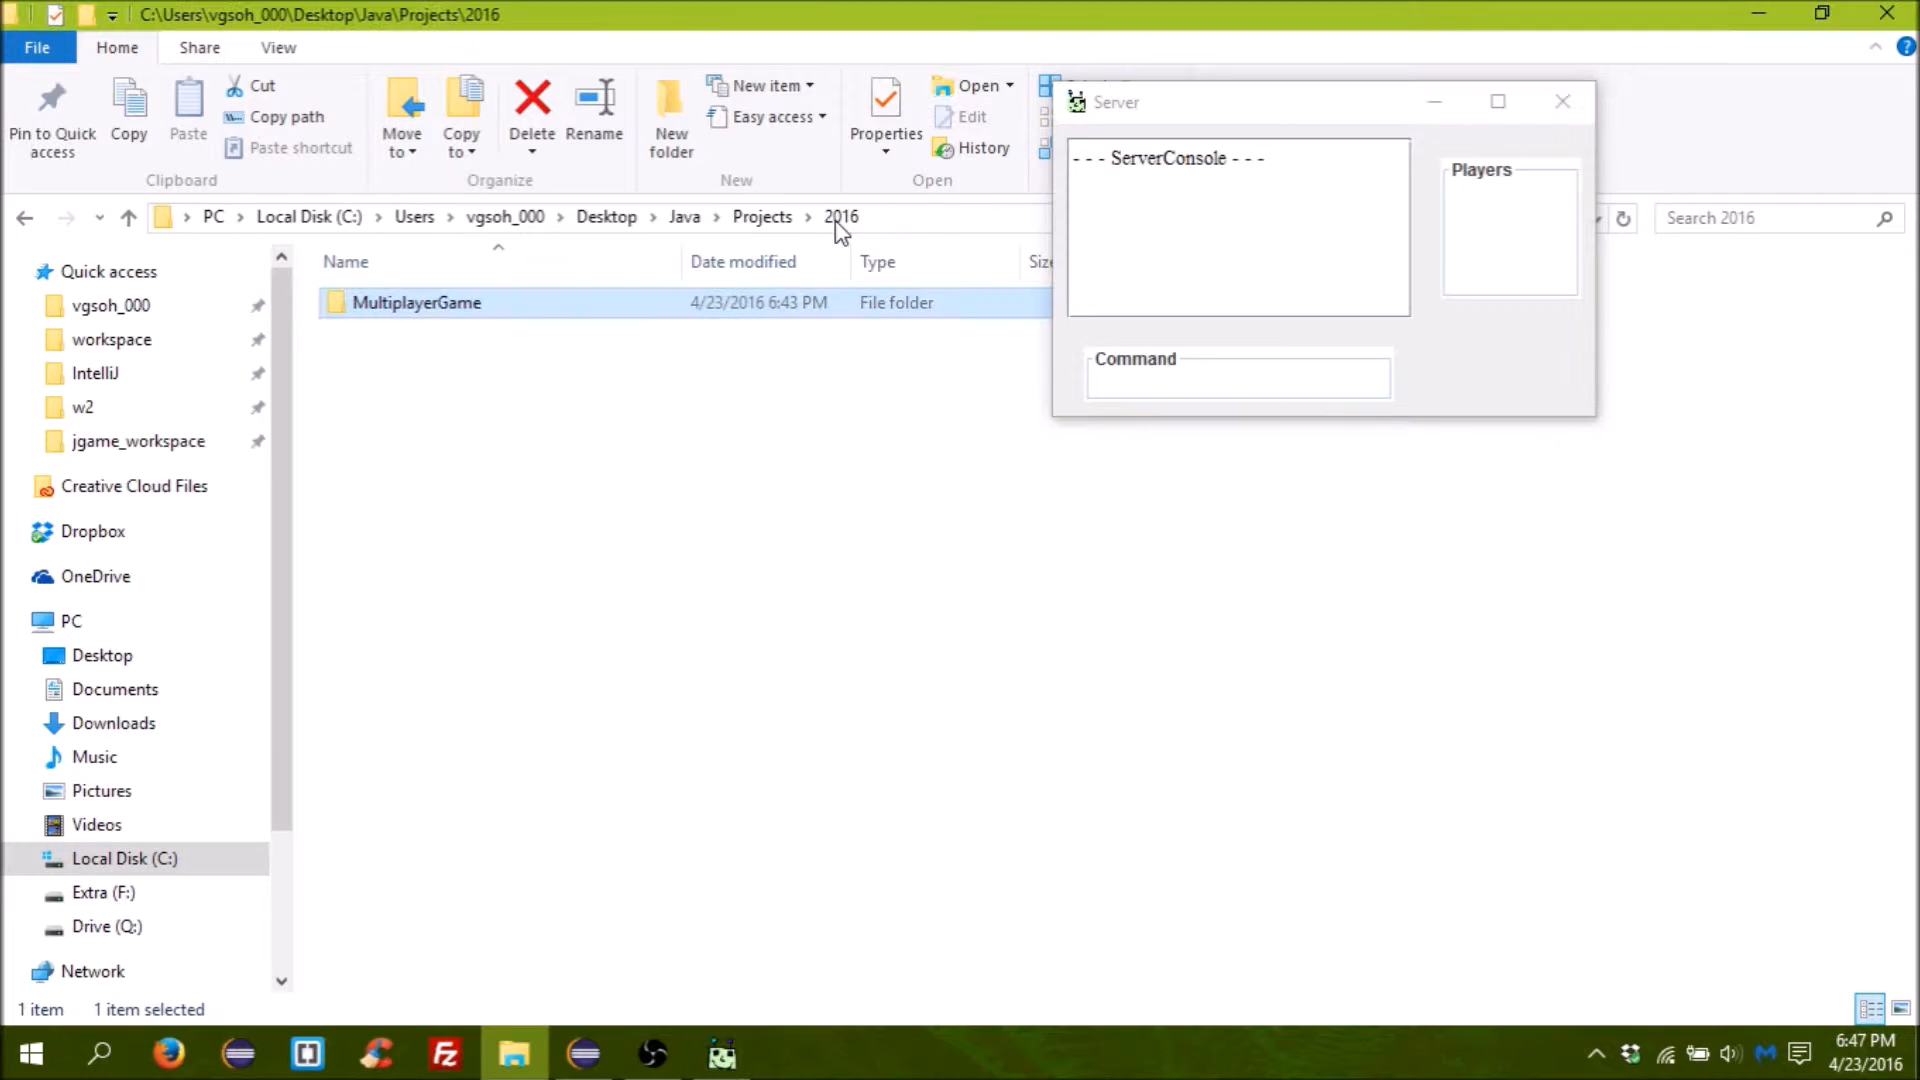 C:\Users\vgsoh_000\Desktop\Java\Projects\2016
File Home Share View
Pin to Quick access
Copy
Paste
Cut
Copy path
Paste shortcut
Clipboard
Move to
Copy to
Delete
Rename
Organize
New folder
New item
Easy access
New
Properties
Open
Edit
History
Open
PC Local Disk (C:) Users vgsoh_000 Desktop Java Projects 2016
Search 2016
Name Date modified Type
MultiplayerGame 4/23/2016 6:43 PM File folder
Server
- - - ServerConsole - - -
Players
Command
Quick access
vgsoh_000
workspace
IntelliJ
w2
jgame_workspace
Creative Cloud Files
Dropbox
OneDrive
PC
Desktop
Documents
Downloads
Music
Pictures
Videos
Local Disk (C:)
Extra (F:)
Drive (Q:)
Network
1 item 1 item selected
Fz
6:47 PM
4/23/2016